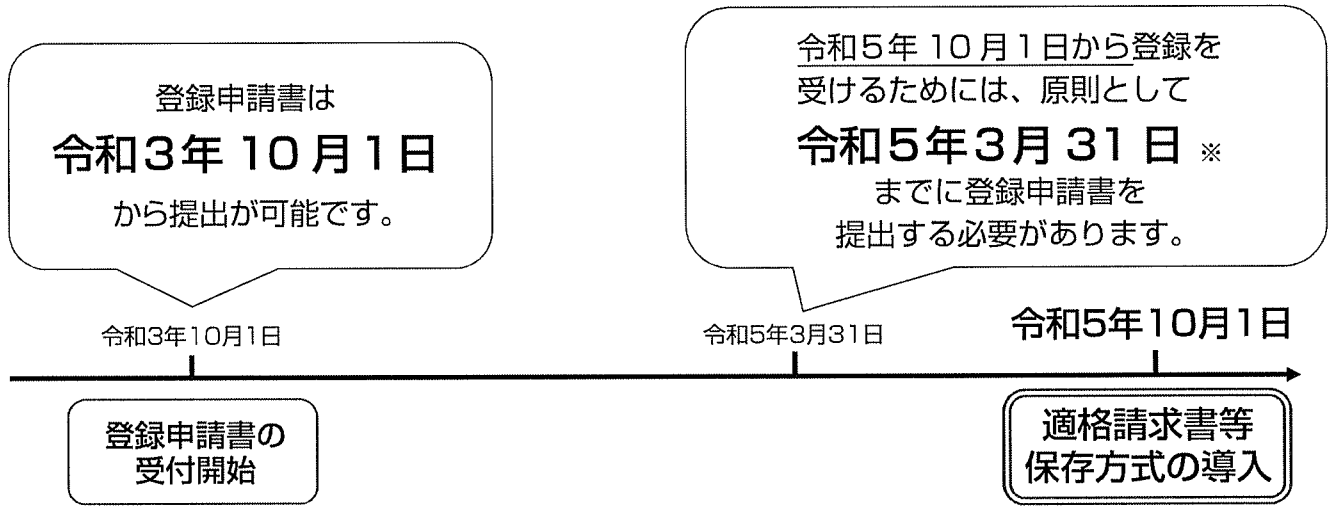 登録申請書は
令和3年10月1日
から提出が可能です。
令和5年10月1日から登録を
受けるためには、原則として
令和5年3月31日 ※
までに登録申請書を
提出する必要があります。
令和3年10月1日
令和5年3月31日
令和5年10月1日
登録申請書の
受付開始
適格請求書等
保存方式の導入